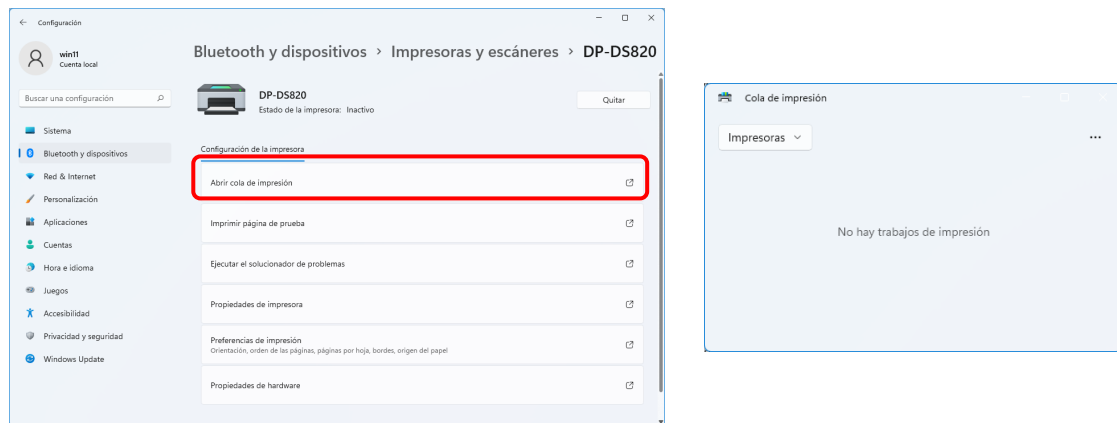 Configuración
win11
Cuenta local
Buscar una configuración
Sistema
Bluetooth y dispositivos
Red & Internet
Personalización
Aplicaciones
Cuentas
Hora e idioma
Juegos
Accesibilidad
Privacidad y seguridad
Windows Update
Bluetooth y dispositivos > Impresoras y escáneres > DP-DS820
DP-DS820
Estado de la impresora: Inactivo
Quitar
Configuración de la impresora
Abrir cola de impresión
Imprimir página de prueba
Ejecutar el solucionador de problemas
Propiedades de impresora
Preferencias de impresión
Orientación, orden de las páginas, páginas por hoja, bordes, origen del papel
Propiedades de hardware
Cola de impresión
Impresoras
No hay trabajos de impresión